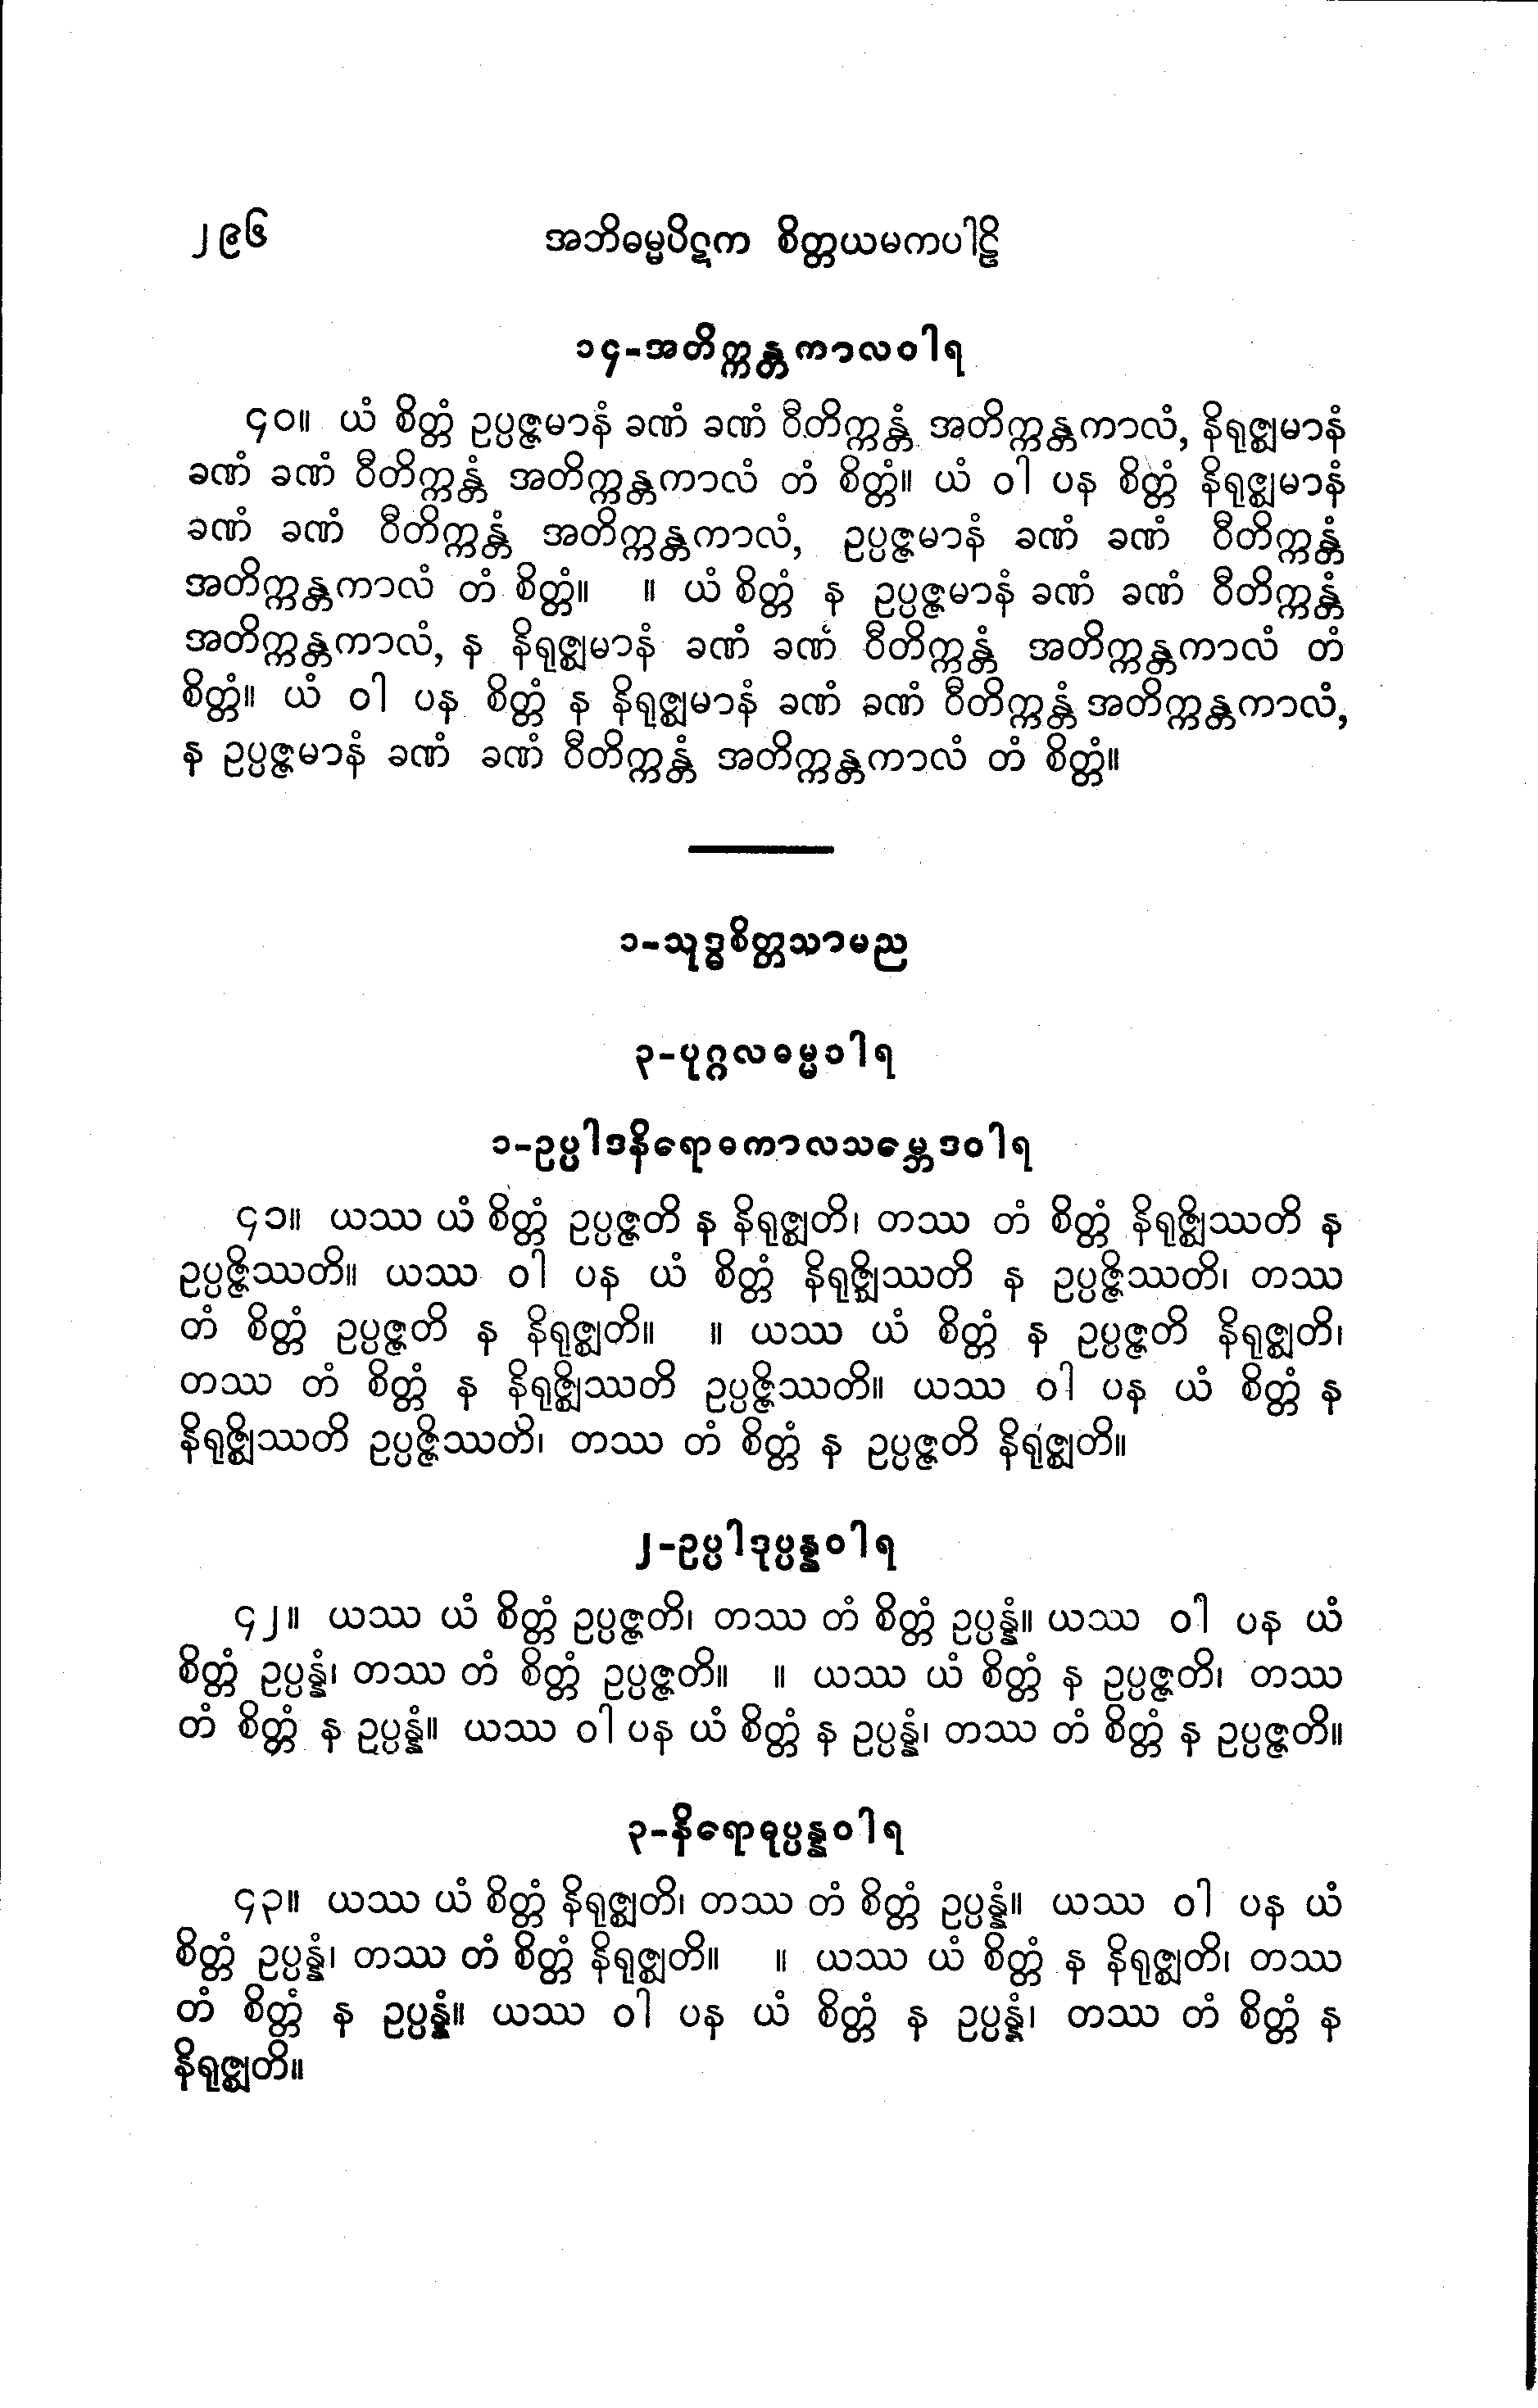 ၂၉၆ အဘိဓမ္မပိဋက စိတ္တယမကပါဠိ
၁၄-အတိက္ကန္တကာလဝါရ
၄၀။ ယံ စိတ္တံ ဥပ္ပဇ္ဇမာနံ ခဏံ ခဏံ ဝီတိက္ကန္တံ အတိက္ကန္တကာလံ, နိရုဇ္ဈမာနံ
ခဏံ ခဏံ ဝီတိက္ကန္တံ အတိက္ကန္တကာလံ တံ စိတ္တံ။ ယံ ဝါ ပန စိတ္တံ နိရုဇ္ဈမာနံ
ခဏံ ခဏံ ဝီတိက္ကန္တံ အတိက္ကန္တကာလံ, ဥပ္ပဇ္ဇမာနံ ခဏံ ခဏံ ဝီတိက္ကန္တံ
အတိက္ကန္တကာလံ တံ စိတ္တံ။ ။ ယံ စိတ္တံ န ဥပ္ပဇ္ဇမာနံ ခဏံ ခဏံ ဝီတိက္ကန္တံ
အတိက္ကန္တကာလံ, န နိရုဇ္ဈမာနံ ခဏံ ခဏံ ဝီတိက္ကန္တံ အတိက္ကန္တကာလံ တံ
စိတ္တံ။ ယံ ဝါ ပန စိတ္တံ န နိရုဇ္ဈမာနံ ခဏံ ခဏံ ဝီတိက္ကန္တံ အတိက္ကန္တကာလံ,
န ဥပ္ပဇ္ဇမာနံ ခဏံ ခဏံ ဝီတိက္ကန္တံ အတိက္ကန္တကာလံ တံ စိတ္တံ။
၁-သုဒ္ဓစိတ္တသာမည
၃-ပုဂ္ဂလဓမ္မဝါရ
၁-ဥပ္ပါဒနိရောဓကာလသမ္ဘေဒဝါရ
၄၁။ ယဿ ယံ စိတ္တံ ဥပ္ပဇ္ဇတိ န နိရုဇ္ဈတိ၊ တဿ တံ စိတ္တံ နိရုဇ္ဈိဿတိ န
ဥပ္ပဇ္ဇိဿတိ။ ယဿ ဝါ ပန ယံ စိတ္တံ နိရုဇ္ဈိဿတိ န ဥပ္ပဇ္ဇိဿတိ၊ တဿ
တံ စိတ္တံ ဥပ္ပဇ္ဇတိ န နိရုဇ္ဈတိ။ ။ ယဿ ယံ စိတ္တံ န ဥပ္ပဇ္ဇတိ နိရုဇ္ဈတိ၊
တဿ တံ စိတ္တံ န နိရုဇ္ဈိဿတိ ဥပ္ပဇ္ဇိဿတိ။ ယဿ ဝါ ပန ယံ စိတ္တံ န
နိရုဇ္ဈိဿတိ ဥပ္ပဇ္ဇိဿတိ၊ တဿ တံ စိတ္တံ န ဥပ္ပဇ္ဇတိ နိရုဇ္ဈတိ။
၂-ဥပ္ပါဒုပ္ပန္နဝါရ
၄၂။ ယဿ ယံ စိတ္တံ ဥပ္ပဇ္ဇတိ၊ တဿ တံ စိတ္တံ ဥပ္ပန္နံ။ ယဿ ဝါ ပန ယံ
စိတ္တံ ဥပ္ပန္နံ၊ တဿ တံ စိတ္တံ ဥပ္ပဇ္ဇတိ။ ။ ယဿ ယံ စိတ္တံ န ဥပ္ပဇ္ဇတိ၊ တဿ
တံ စိတ္တံ န ဥပ္ပန္နံ။ ယဿ ဝါ ပန ယံ စိတ္တံ န ဥပ္ပန္နံ၊ တဿ တံ စိတ္တံ န ဥပ္ပဇ္ဇတိ။
၃-နိရောဓုပ္ပန္နဝါရ
၄၃။ ယဿ ယံ စိတ္တံ နိရုဇ္ဈတိ၊ တဿ တံ စိတ္တံ ဥပ္ပန္နံ။ ယဿ ဝါ ပန ယံ
စိတ္တံ ဥပ္ပန္နံ၊ တဿ တံ စိတ္တံ နိရုဇ္ဈတိ။ ။ ယဿ ယံ စိတ္တံ န နိရုဇ္ဈတိ၊ တဿ
တံ စိတ္တံ န ဥပ္ပန္နံ။ ယဿ ဝါ ပန ယံ စိတ္တံ န ဥပ္ပန္နံ၊ တဿ တံ စိတ္တံ န
နိရုဇ္ဈတိ။